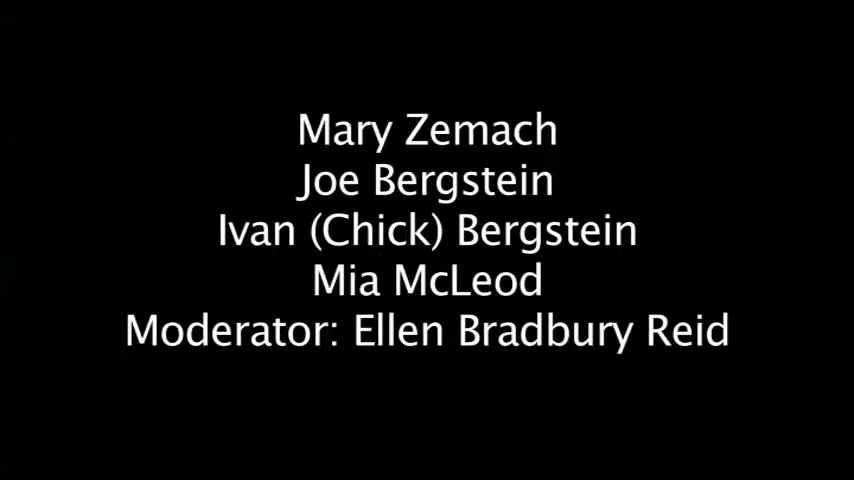 Mary Zemach
Joe Bergstein
Ivan (Chick) Bergstein
Mia McLeod
Moderator: Ellen Bradbury Reid